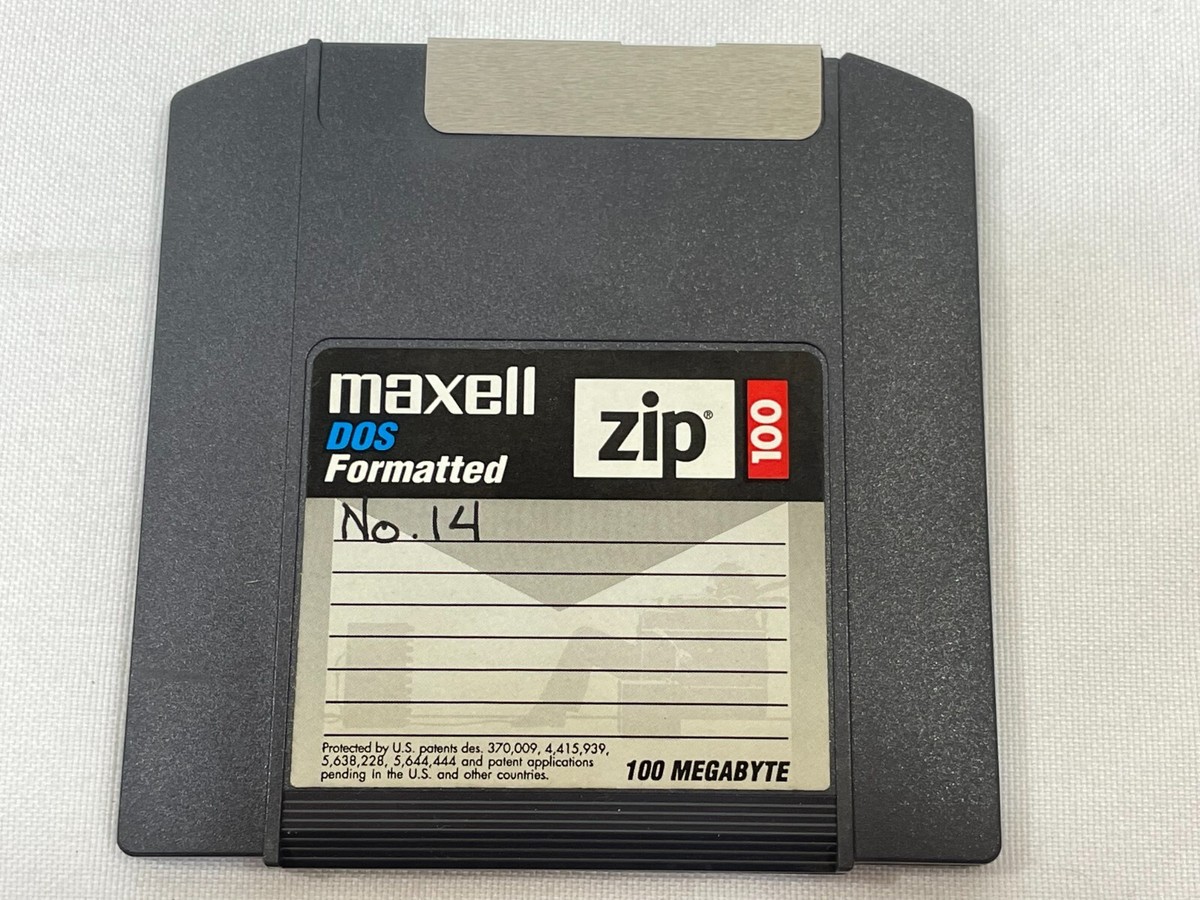 maxell
DOS
Formatted
zip®
100
No. 14
Protected by U.S. patents des. 370,009, 4,415,939,
5,638,228, 5,644,444 and patent applications
pending in the U.S. and other countries.
100 MEGABYTE